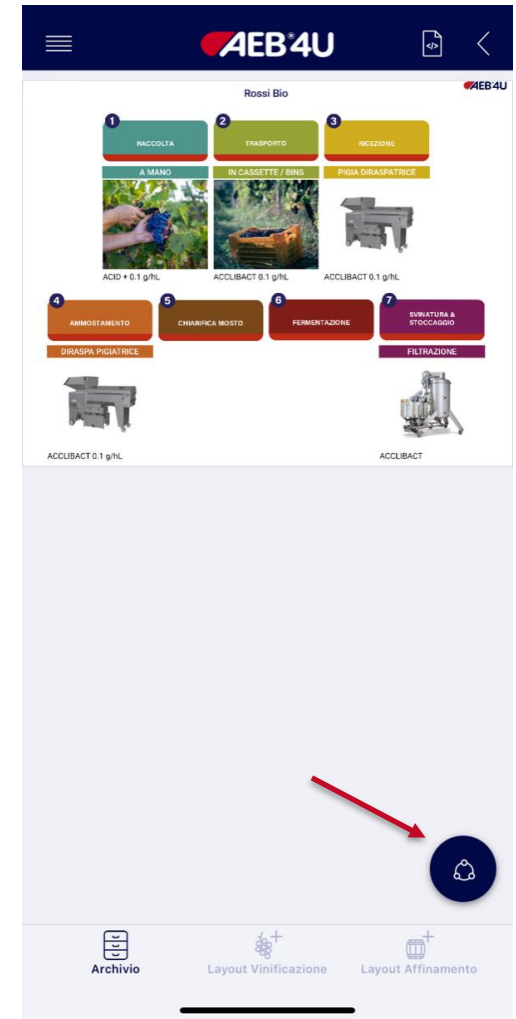 AEB4U
</>
AEB4U
Rossi Bio
1
RACCOLTA
2
TRASPORTO
3
RICEZIONE
A MANO
IN CASSETTE / BINS
PIGIA DIRASPATRICE
ACID + 0.1 g/hL
ACCLIBACT 0.1 g/hL
ACCLIBACT 0.1 g/hL
4
AMMOSTAMENTO
5
CHIARIFICA MOSTO
6
FERMENTAZIONE
7
SVINATURA &
STOCCAGGIO
DIRASPA PIGIATRICE
FILTRAZIONE
ACCLIBACT 0.1 g/hL
ACCLIBACT
Archivio
Layout Vinificazione
Layout Affinamento